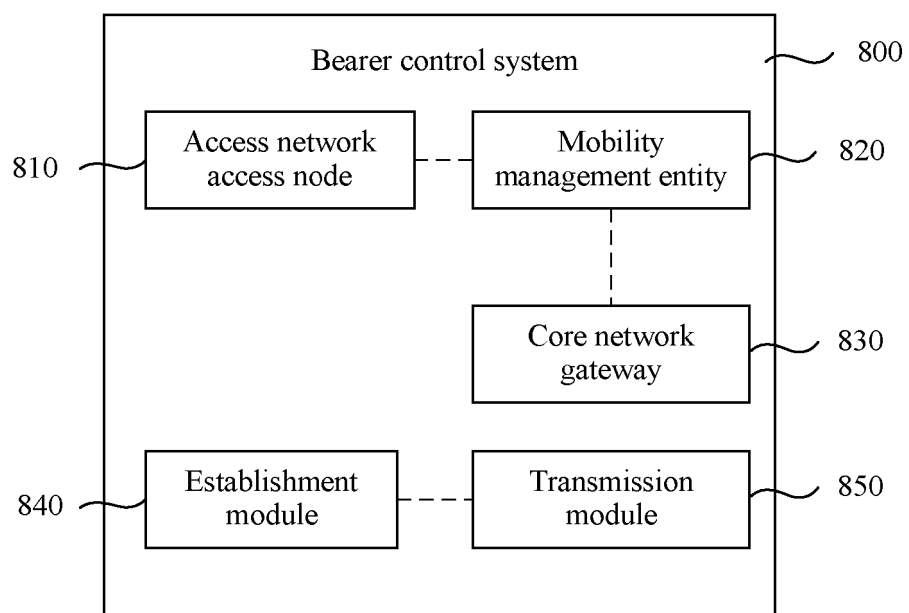 Bearer control system
800
810
Access network
access node
Mobility
management entity
820
Core network
gateway
830
840
Establishment
module
Transmission
module
850